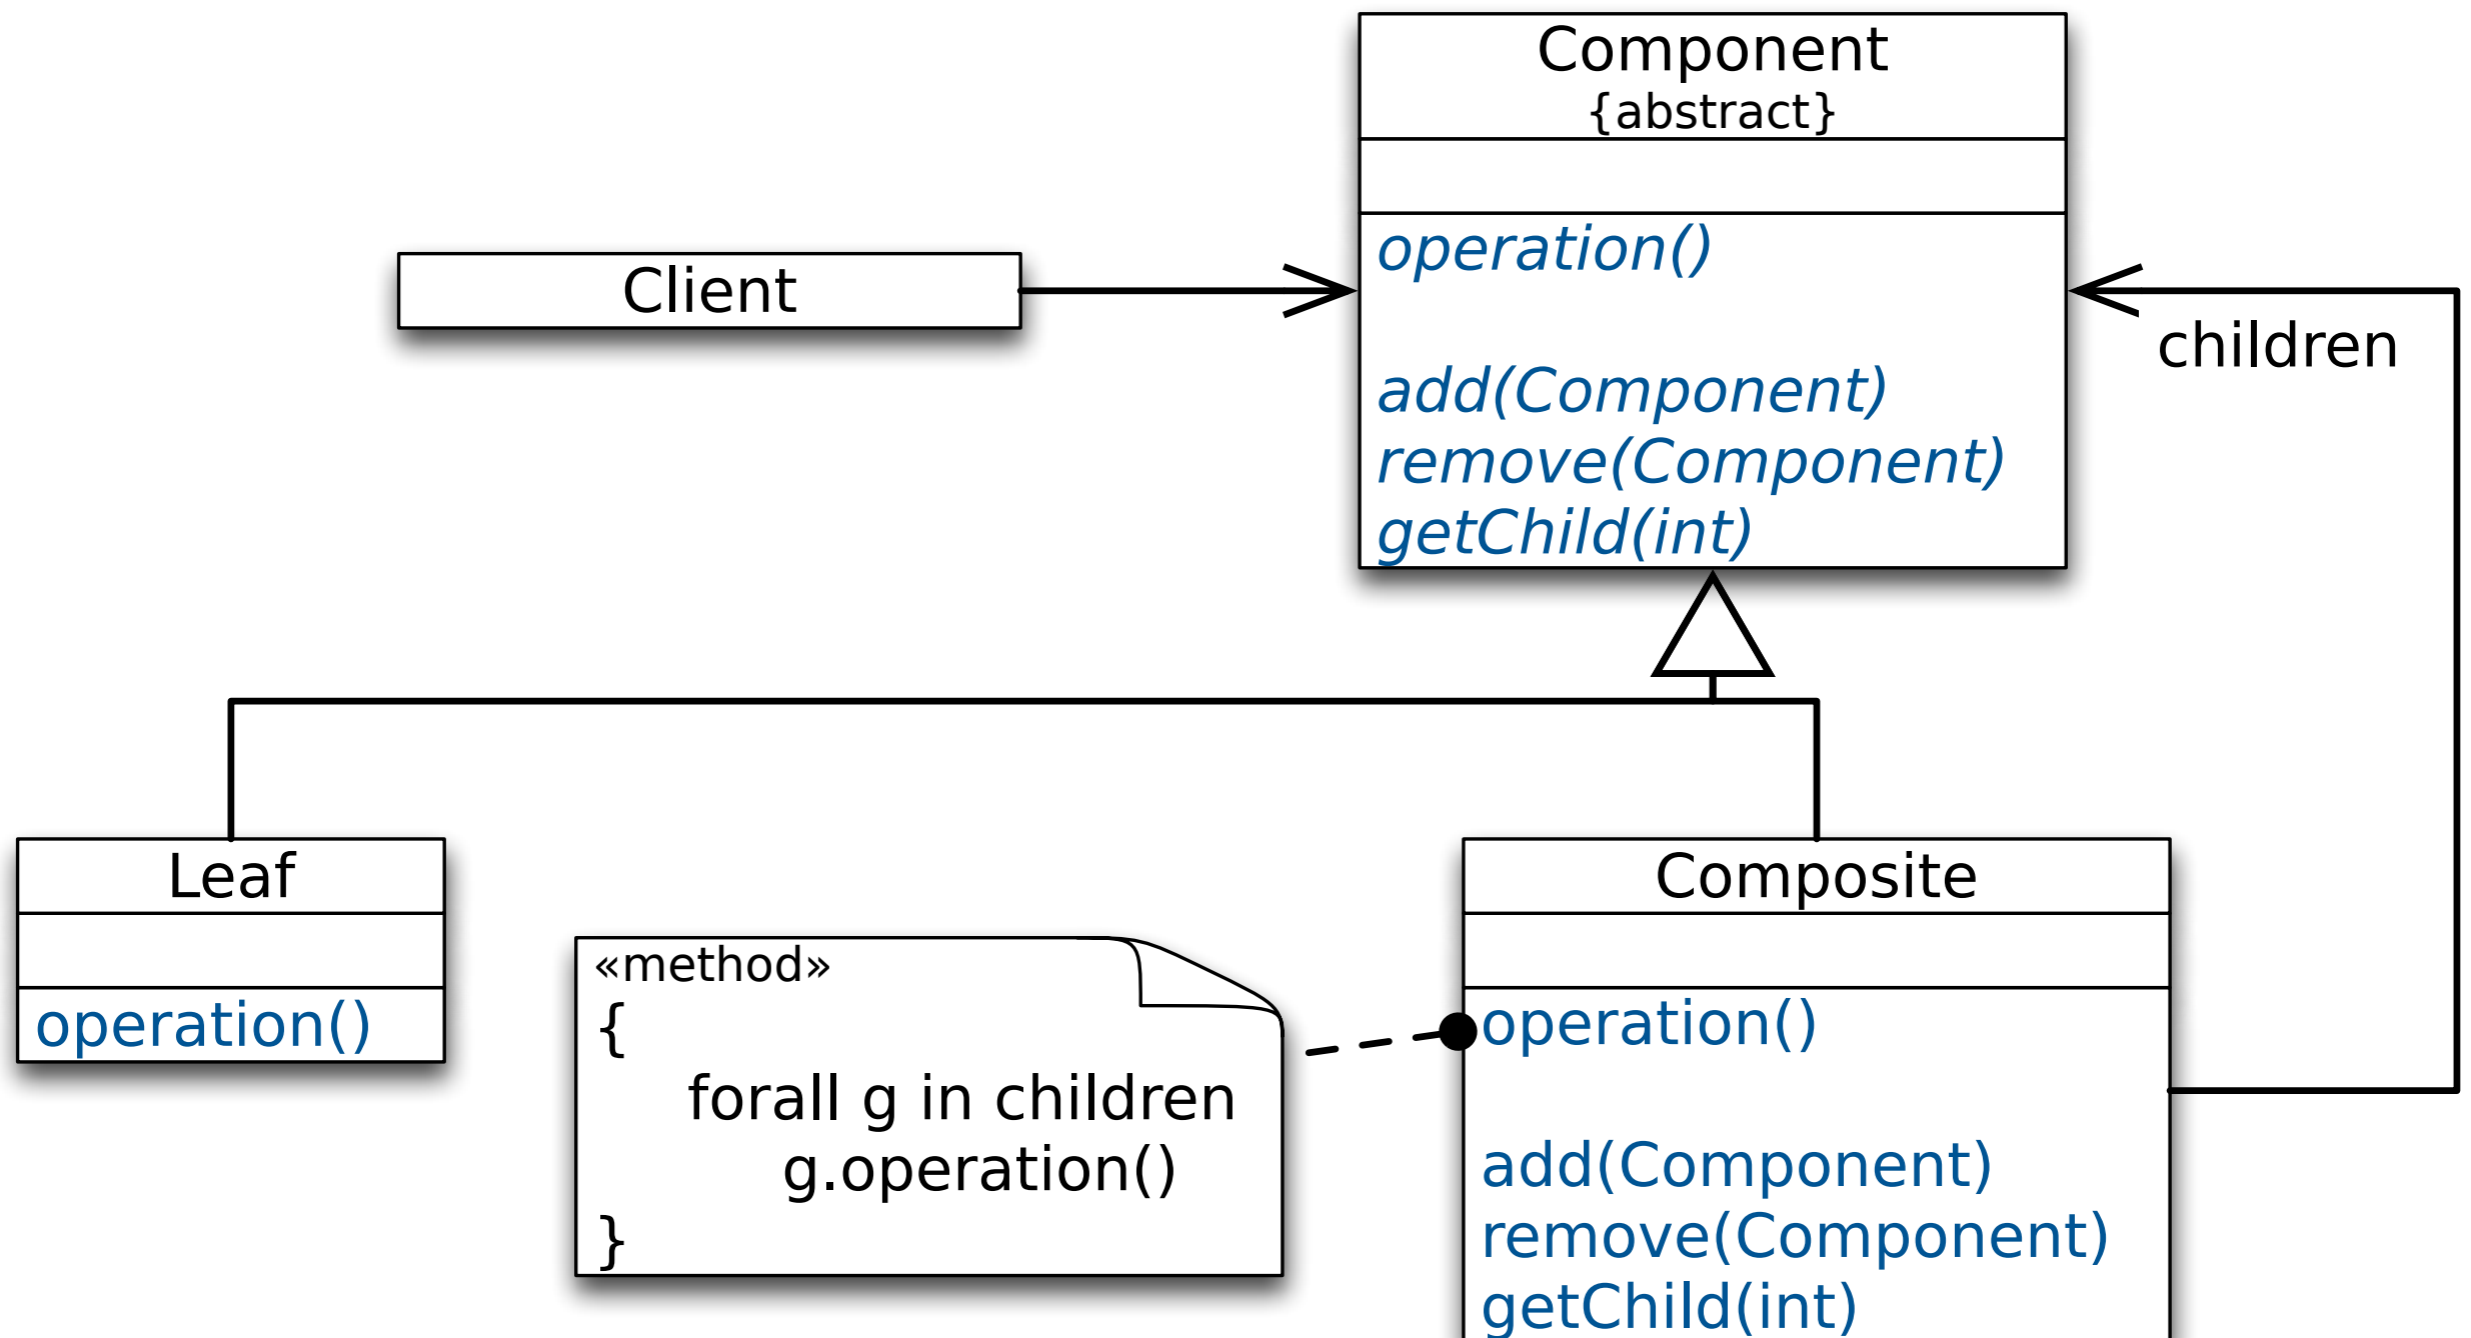 Component
{abstract}
operation()
add(Component)
remove(Component)
getChild(int)
Client
children
Leaf
operation()
«method»
{
forall g in children
g.operation()
}
Composite
operation()
add(Component)
remove(Component)
getChild(int)